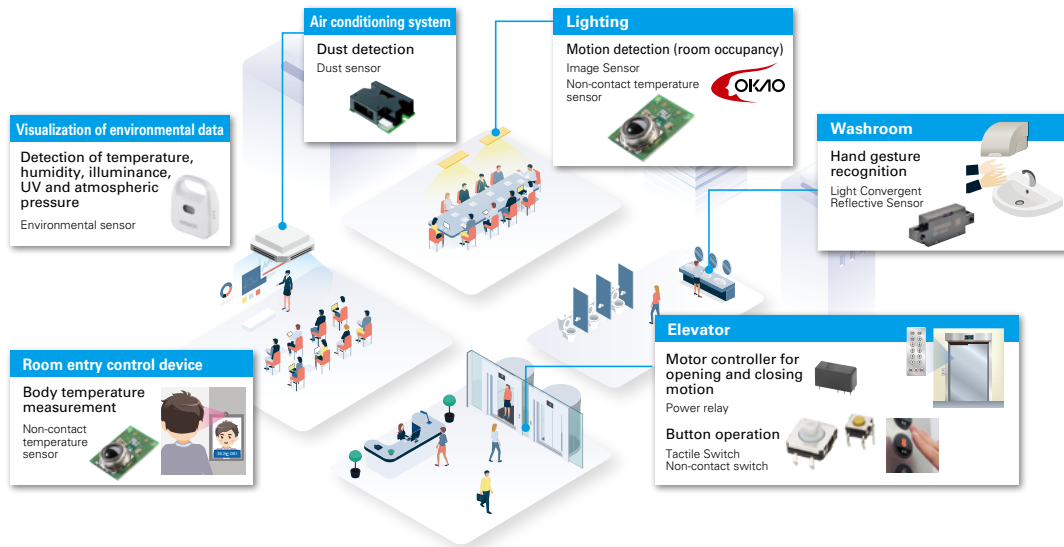 Air conditioning system
Dust detection
Dust sensor
Lighting
Motion detection (room occupancy)
Image Sensor
Non-contact temperature
sensor
OKAO
Visualization of environmental data
Detection of temperature,
humidity, illuminance,
UV and atmospheric
pressure
Environmental sensor
Washroom
Hand gesture
recognition
Light Convergent
Reflective Sensor
Room entry control device
Body temperature
measurement
Non-contact
temperature
sensor
Elevator
Motor controller for
opening and closing
motion
Power relay
Button operation
Tactile Switch
Non-contact switch